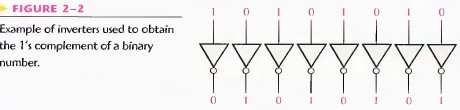 FIGURE 2-2
Example of inverters used to obtain
the 1's complement of a binary
number.
1 0 1 0 1 0 1 0
0 1 0 1 0 1 0 1